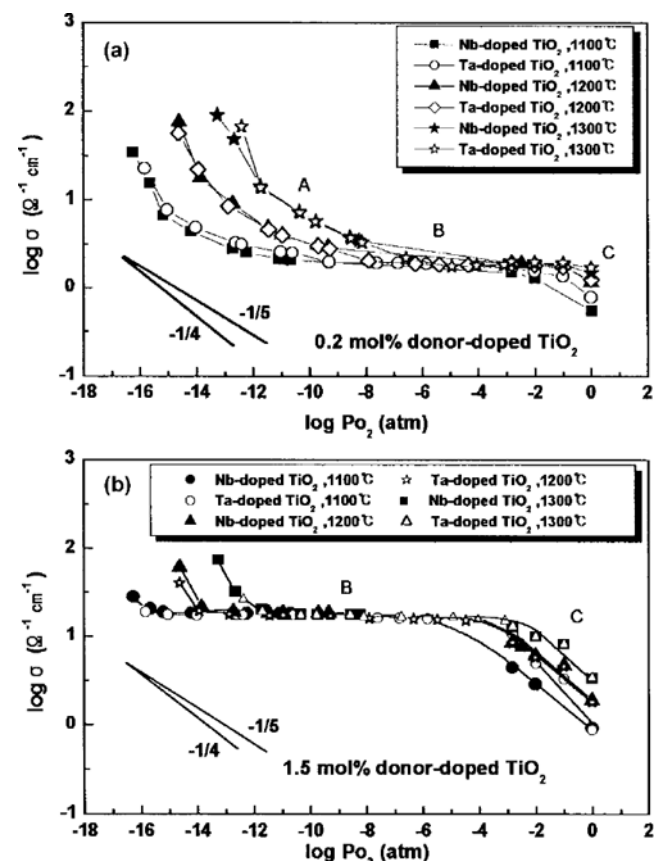 (a)
Nb-doped TiO2 ,1100℃
Ta-doped TiO2 ,1100℃
Nb-doped TiO2 ,1200℃
Ta-doped TiO2 ,1200℃
Nb-doped TiO2 ,1300℃
Ta-doped TiO2 ,1300℃
A
B
C
-1/5
-1/4
0.2 mol% donor-doped TiO2
3
2
1
0
-1
log σ (Ω-1 cm-1)
-18 -16 -14 -12 -10 -8 -6 -4 -2 0 2
log Po2 (atm)
(b)
Nb-doped TiO2 ,1100℃ Ta-doped TiO2 ,1200℃
Ta-doped TiO2 ,1100℃ Nb-doped TiO2 ,1300℃
Nb-doped TiO2 ,1200℃ Ta-doped TiO2 ,1300℃
B
C
-1/5
-1/4
1.5 mol% donor-doped TiO2
3
2
1
0
-1
log σ (Ω-1 cm-1)
-18 -16 -14 -12 -10 -8 -6 -4 -2 0 2
log Po2 (atm)